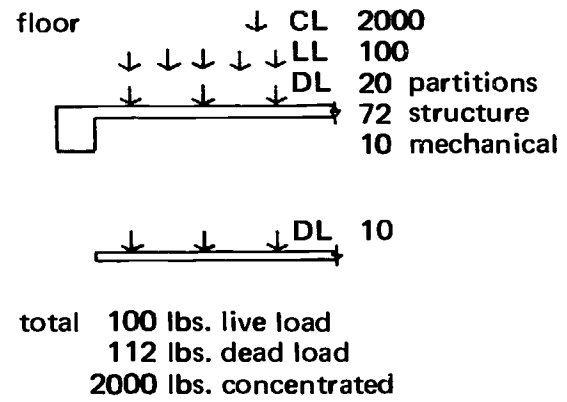 floor CL 2000
LL 100
DL 20 partitions
72 structure
10 mechanical
DL 10
total 100 lbs. live load
112 lbs. dead load
2000 lbs. concentrated